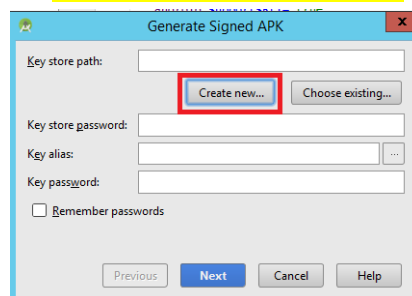 Generate Signed APK
x
Key store path:
Create new...
Choose existing...
Key store password:
Key alias:
...
Key password:
Remember passwords
Previous
Next
Cancel
Help